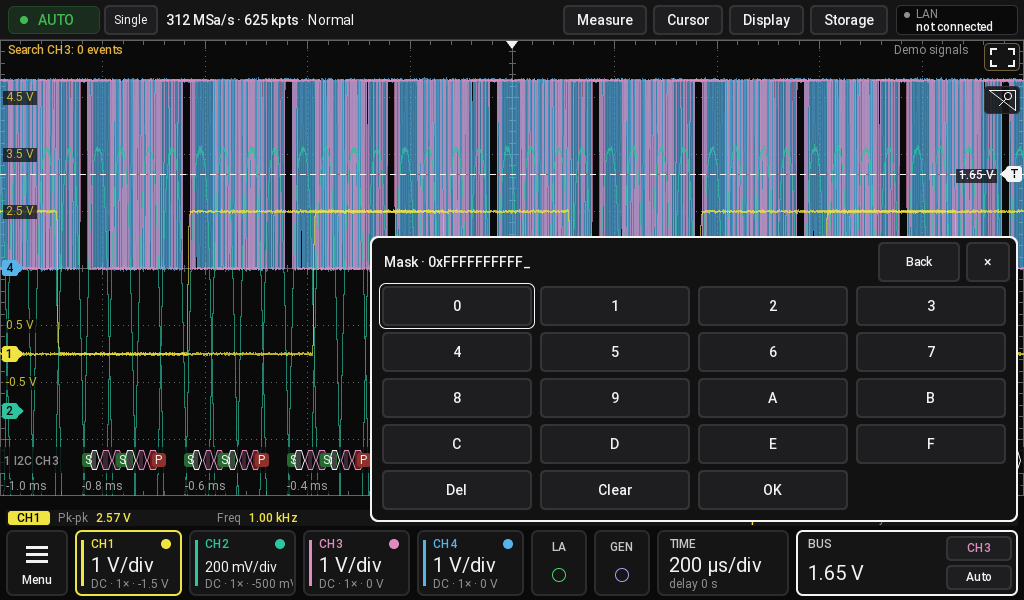 AUTO
Single
312 MSa/s · 625 kpts · Normal
Measure
Cursor
Display
Storage
LAN
not connected
Search CH3: 0 events
Demo signals
4.5 V
3.5 V
1.65 V
T
2.5 V
4
0.5 V
1
-0.5 V
2
Mask · 0xFFFFFFFFFF_
Back
×
0
1
2
3
4
5
6
7
8
9
A
B
C
D
E
F
Del
Clear
OK
1 I2C CH3
S S P S S P S S P
-1.0 ms
-0.8 ms
-0.6 ms
-0.4 ms
CH1
Pk-pk 2.57 V
Freq 1.00 kHz
Menu
CH1
1 V/div
DC · 1× · -1.5 V
CH2
200 mV/div
DC · 1× · -500 mV
CH3
1 V/div
DC · 1× · 0 V
CH4
1 V/div
DC · 1× · 0 V
LA
GEN
TIME
200 µs/div
delay 0 s
BUS
1.65 V
CH3
Auto